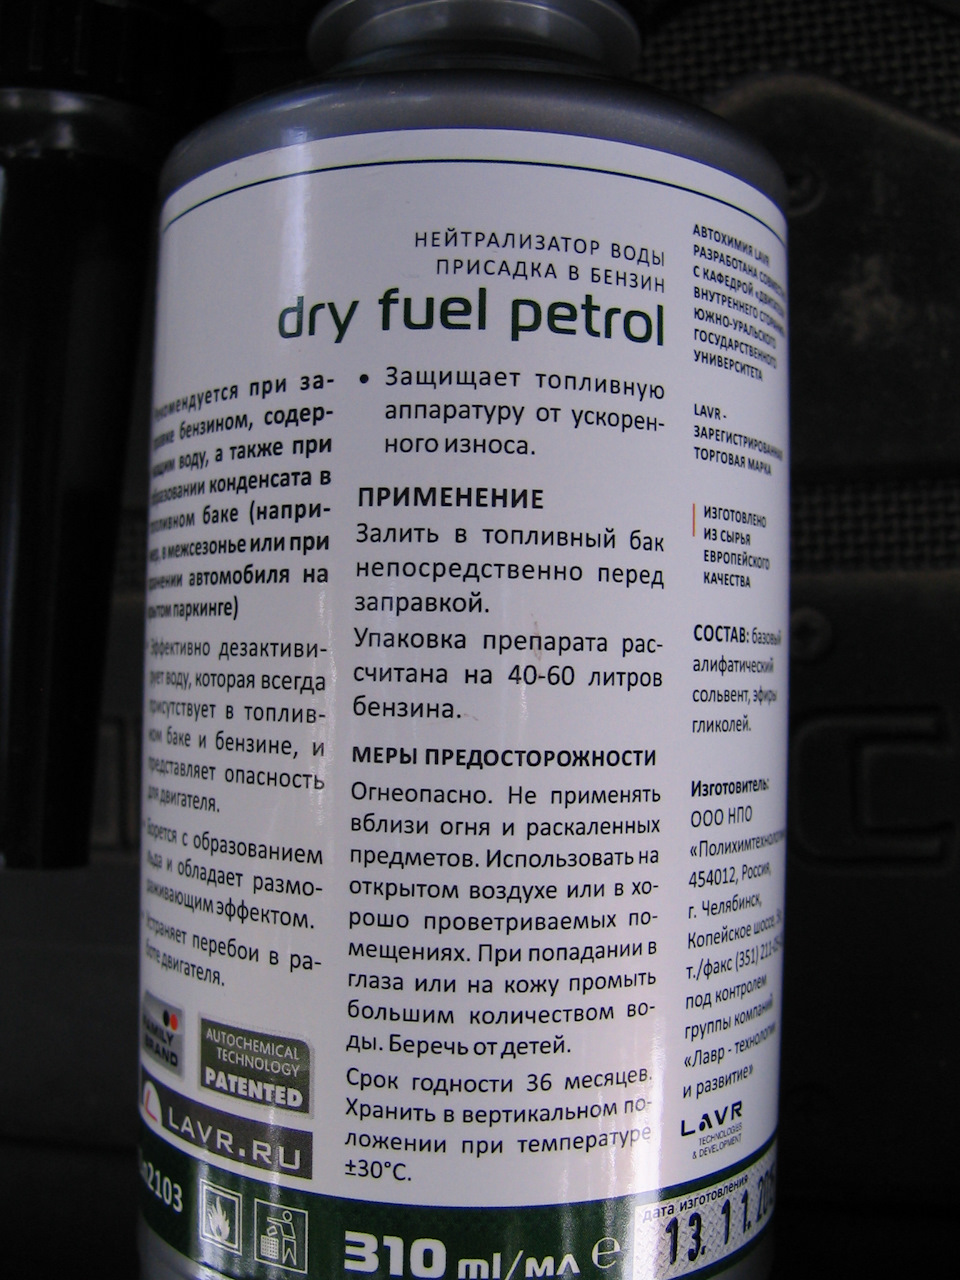 НЕЙТРАЛИЗАТОР ВОДЫ
ПРИСАДКА В БЕНЗИН
dry fuel petrol
при за-
бензином, содер-
воду, а также при
конденсата в
баке (напри-
в межсезонье или при
автомобиля на
паркинге)
Эффективно дезактиви-
воду, которая всегда
присутствует в топлив-
ном баке и бензине, и
представляет опасность
для двигателя.
Борется с образованием
льда и обладает размо-
раживающим эффектом.
Устраняет перебои в ра-
боте двигателя.
FAMILY
BRAND
AUTOCHEMICAL
TECHNOLOGY
PATENTED
LAVR.RU
2103
• Защищает топливную
аппаратуру от ускорен-
ного износа.
ПРИМЕНЕНИЕ
Залить в топливный бак
непосредственно перед
заправкой.
Упаковка препарата рас-
считана на 40-60 литров
бензина.
МЕРЫ ПРЕДОСТОРОЖНОСТИ
Огнеопасно. Не применять
вблизи огня и раскаленных
предметов. Использовать на
открытом воздухе или в хо-
рошо проветриваемых по-
мещениях. При попадании в
глаза или на кожу промыть
большим количеством во-
ды. Беречь от детей.
Срок годности 36 месяцев.
Хранить в вертикальном по-
ложении при температуре
±30°C.
310 ml/мл e
АВТОХИМИЯ LAVR
РАЗРАБОТАНА
С КАФЕДРОЙ
ВНУТРЕННЕГО
ЮЖНО-УРАЛЬСКОГО
ГОСУДАРСТВЕННОГО
УНИВЕРСИТЕТА
LAVR -
ЗАРЕГИСТРИРОВАННАЯ
ТОРГОВАЯ МАРКА
ИЗГОТОВЛЕНО
ИЗ СЫРЬЯ
ЕВРОПЕЙСКОГО
КАЧЕСТВА
СОСТАВ: базовый
алифатический
сольвент, эфиры
гликолей.
Изготовитель:
ООО НПО
«Полихимтехнологии
454012, Россия,
г. Челябинск,
Копейское шоссе,
т./факс (351)
под контролем
группы компаний
«Лавр - технологии
и развитие»
LAVR
TECHNOLOGIES
& DEVELOPMENT
дата изготовления
13. 11.